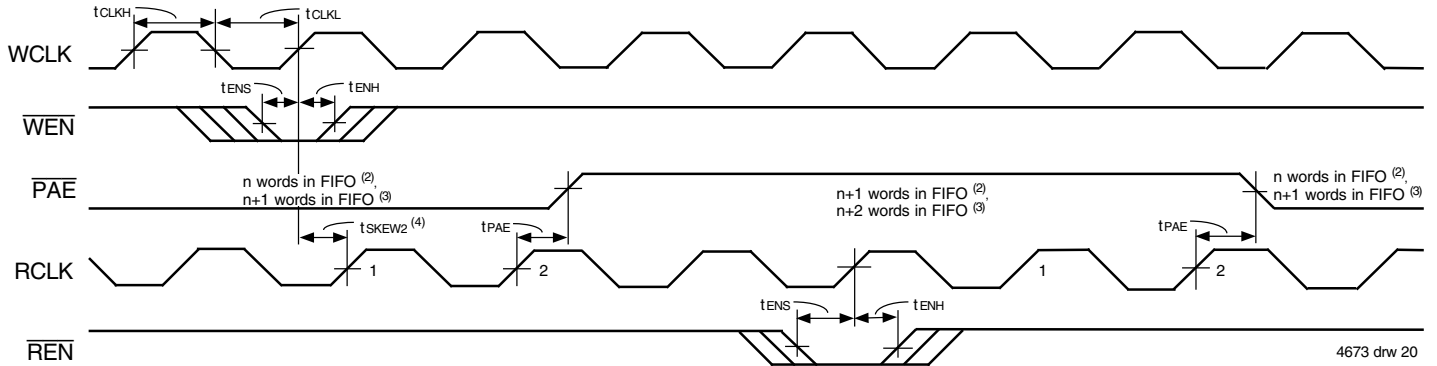 tCLKH
tCLKL
WCLK
tENS
tENH
WEN
PAE
n words in FIFO (2),
n+1 words in FIFO (3)
n+1 words in FIFO (2),
n+2 words in FIFO (3)
n words in FIFO (2),
n+1 words in FIFO (3)
tSKEW2 (4)
tPAE
tPAE
RCLK
1
2
1
2
tENS
tENH
REN
4673 drw 20